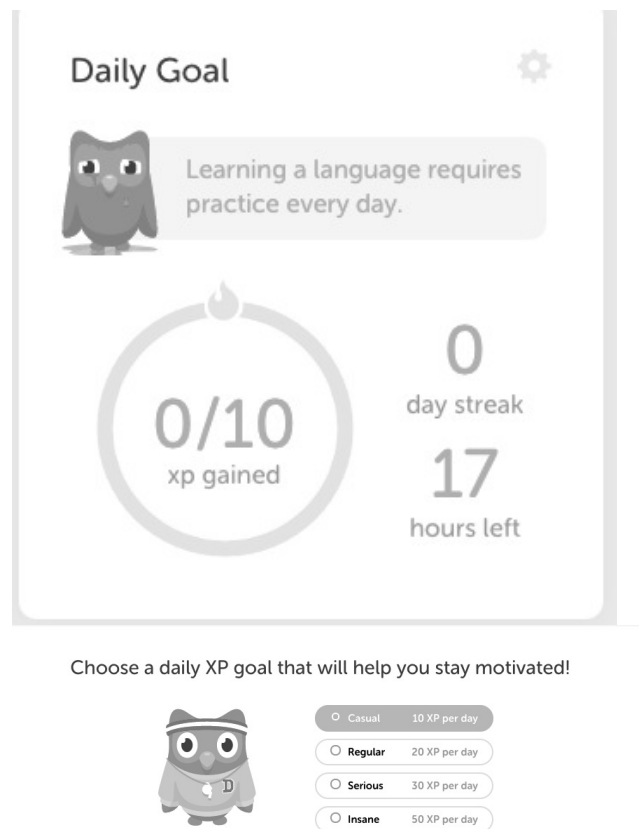 Daily Goal
Learning a language requires
practice every day.
0/10
xp gained
0
day streak
17
hours left
Choose a daily XP goal that will help you stay motivated!
Casual 10 XP per day
Regular 20 XP per day
Serious 30 XP per day
Insane 50 XP per day
D